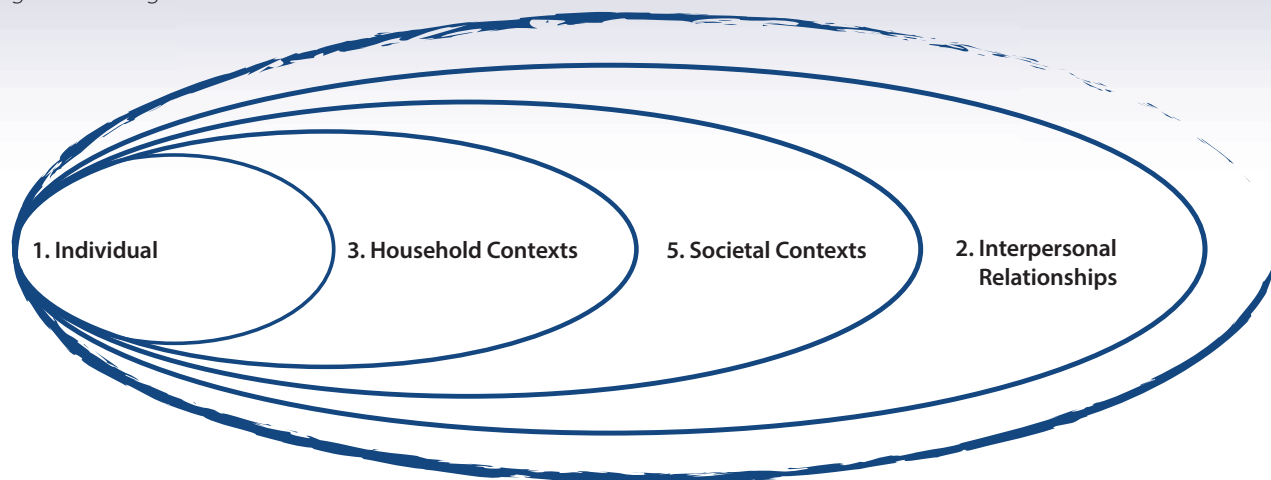 1. Individual
3. Household Contexts
5. Societal Contexts
2. Interpersonal
Relationships